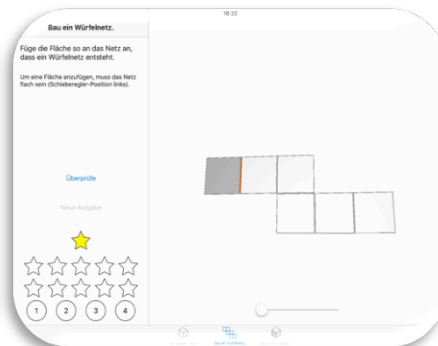 19:22
Bau ein Würfelnetz.
Füge die Fläche so an das Netz an,
dass ein Würfelnetz entsteht.
Um eine Fläche anzufügen, muss das Netz
flach sein (Schieberegler-Position links).
Überprüfe
Neue Aufgabe
1 2 3 4